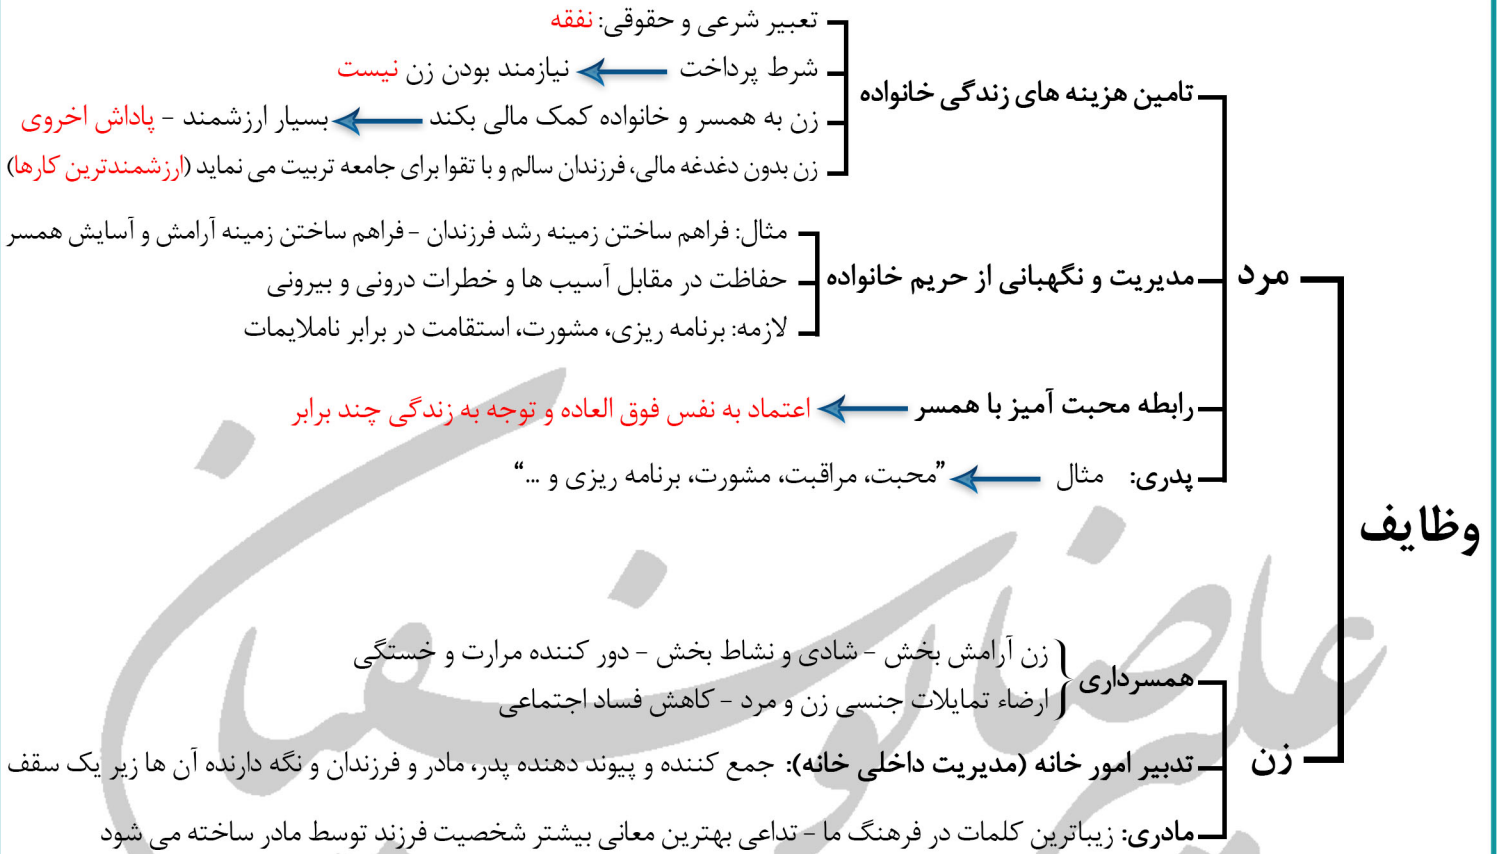 وظایف
مرد
تامین هزینه های زندگی خانواده
تعبیر شرعی و حقوقی: نفقه
شرط پرداخت نیازمند بودن زن نیست
زن به همسر و خانواده کمک مالی بکند بسیار ارزشمند - پاداش اخروی
زن بدون دغدغه مالی، فرزندان سالم و با تقوا برای جامعه تربیت می نماید (ارزشمندترین کارها)
مدیریت و نگهبانی از حریم خانواده
مثال: فراهم ساختن زمینه رشد فرزندان - فراهم ساختن زمینه آرامش و آسایش همسر
حفاظت در مقابل آسیب ها و خطرات درونی و بیرونی
لازمه: برنامه ریزی، مشورت، استقامت در برابر ناملایمات
رابطه محبت آمیز با همسر اعتماد به نفس فوق العاده و توجه به زندگی چند برابر
پدری: مثال ”محبت، مراقبت، مشورت، برنامه ریزی و ...“
زن
همسرداری
زن آرامش بخش - شادی و نشاط بخش - دور کننده مرارت و خستگی
ارضاء تمایلات جنسی زن و مرد - کاهش فساد اجتماعی
تدبیر امور خانه (مدیریت داخلی خانه): جمع کننده و پیوند دهنده پدر، مادر و فرزندان و نگه دارنده آن ها زیر یک سقف
مادری: زیباترین کلمات در فرهنگ ما - تداعی بهترین معانی بیشتر شخصیت فرزند توسط مادر ساخته می شود